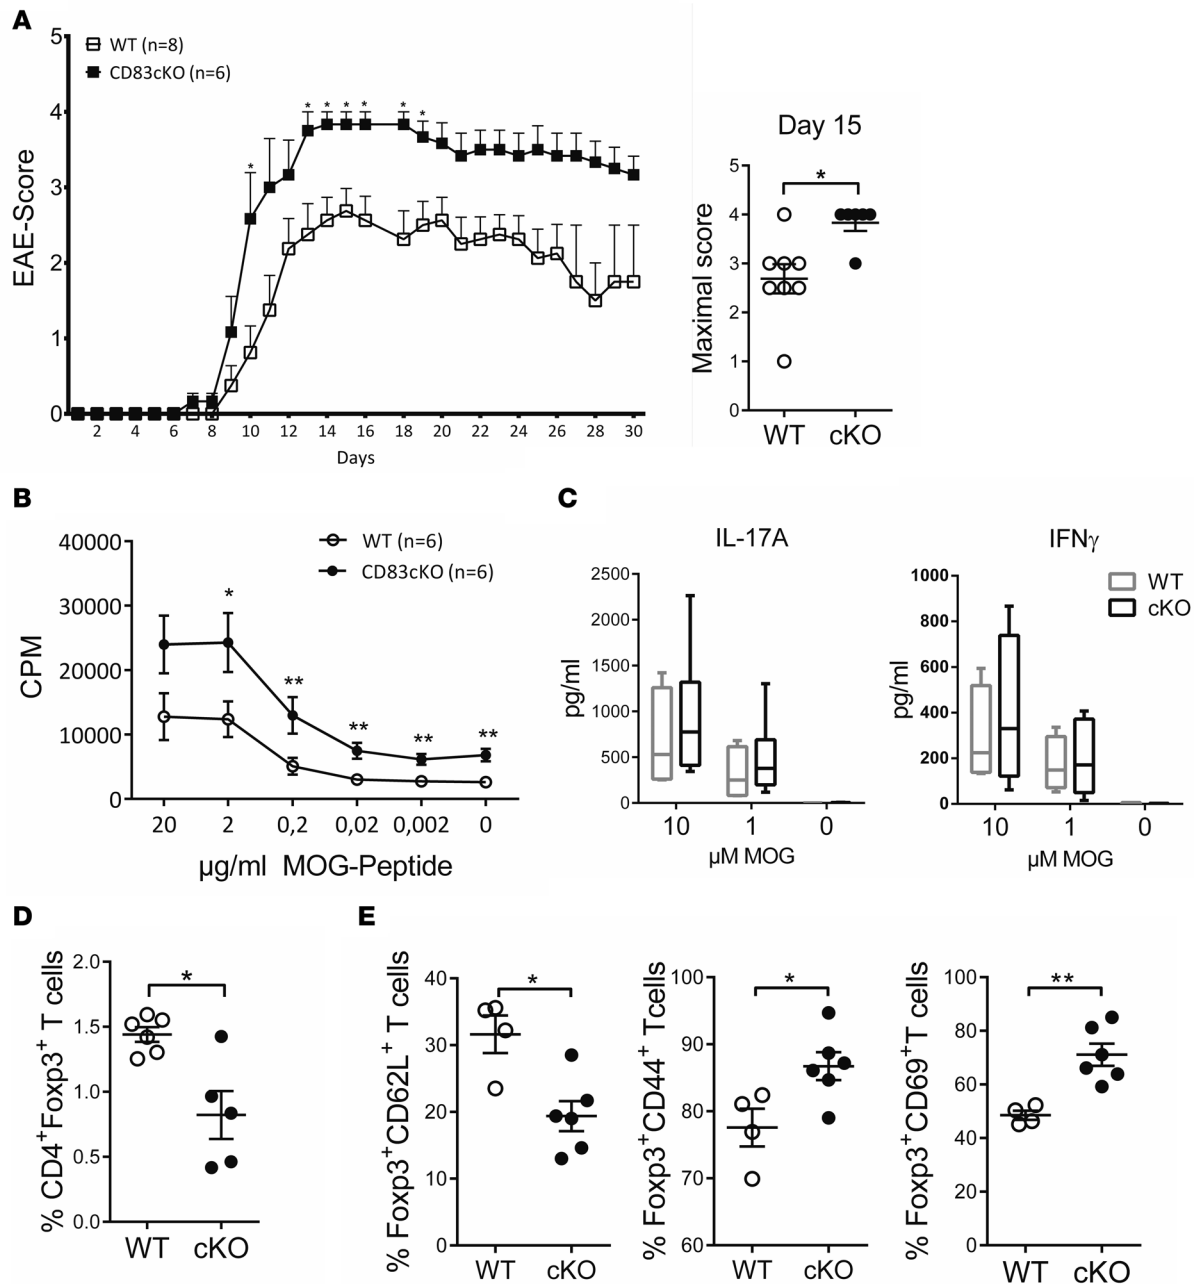 A
WT (n=8)
CD83cKO (n=6)
EAE-Score
5
4
3
2
1
0
* * * * * * *
2 4 6 8 10 12 14 16 18 20 22 24 26 28 30
Days
Day 15
Maximal score
5
4
3
2
1
0
*
WT cKO
B
WT (n=6)
CD83cKO (n=6)
CPM
40000
30000
20000
10000
0
* ** ** ** **
20 2 0,2 0,02 0,002 0
µg/ml MOG-Peptide
C
IL-17A
pg/ml
2500
2000
1500
1000
500
0
10 1 0
µM MOG
IFNγ
WT
cKO
pg/ml
1000
800
600
400
200
0
10 1 0
µM MOG
D
% CD4+Foxp3+ T cells
2.0
1.5
1.0
0.5
0.0
*
WT cKO
E
% Foxp3+CD62L+ T cells
40
30
20
10
0
*
WT cKO
% Foxp3+CD44+ Tcells
100
90
80
70
60
*
WT cKO
% Foxp3+CD69+T cells
100
80
60
40
20
0
**
WT cKO